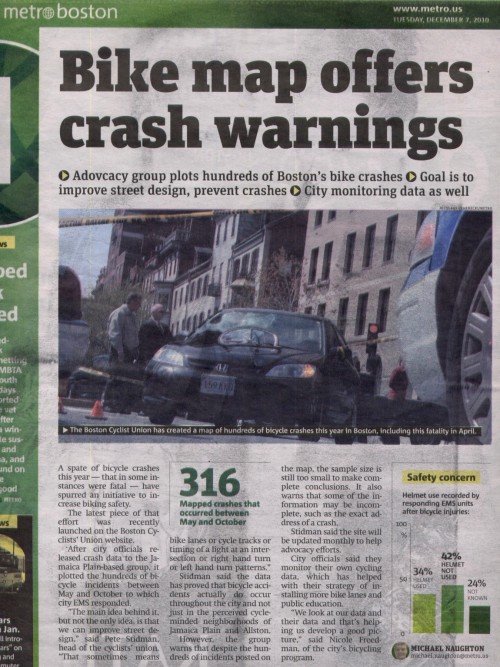 metro boston
www.metro.us
TUESDAY, DECEMBER 7, 2010
Bike map offers
crash warnings
Adovcacy group plots hundreds of Boston's bike crashes Goal is to
improve street design, prevent crashes City monitoring data as well
The Boston Cyclist Union has created a map of hundreds of bicycle crashes this year in Boston, including this fatality in April.
A spate of bicycle crashes
this year — that in some in-
stances were fatal — have
spurred an initiative to in-
crease biking safety.
The latest piece of that
effort was recently
launched on the Boston Cy-
clists' Union website.
After city officials re-
leased crash data to the Ja-
maica Plain-based group, it
plotted the hundreds of bi-
cycle incidents between
May and October to which
city EMS responded.
"The main idea behind it,
but not the only idea, is that
we can improve street de-
sign," said Pete Stidman,
head of the cyclists' union.
"That sometimes means
316
Mapped crashes that
occurred between
May and October
bike lanes or cycle tracks or
timing of a light at an inter-
section or right hand turn
or left hand turn patterns."
Stidman said the data
has proved that bicycle acc-
idents actually do occur
throughout the city and not
just in the perceived cycle
minded neighborhoods of
Jamaica Plain and Allston.
However, the group
warns that despite the hun-
dreds of incidents posted on
the map, the sample size is
still too small to make com-
plete conclusions. It also
warns that some of the
information may be incom-
plete, such as the exact ad-
dress of a crash.
Stidman said the site will
be updated monthly to help
advocacy efforts.
City officials said they
monitor their own cycling
data, which has helped
with their strategy of in-
stalling more bike lanes and
public education.
"We look at our data and
their data and that's help-
ing us develop a good pic-
ture," said Nicole Freed-
man, of the city's bicycling
program.
Safety concern
Helmet use recorded by
responding EMS units
after bicycle injuries:
100
50
0
34%
HELMET
USED
42%
HELMET
NOT
USED
24%
NOT
KNOWN
MICHAEL NAUGHTON
michael.naughton@metro.us